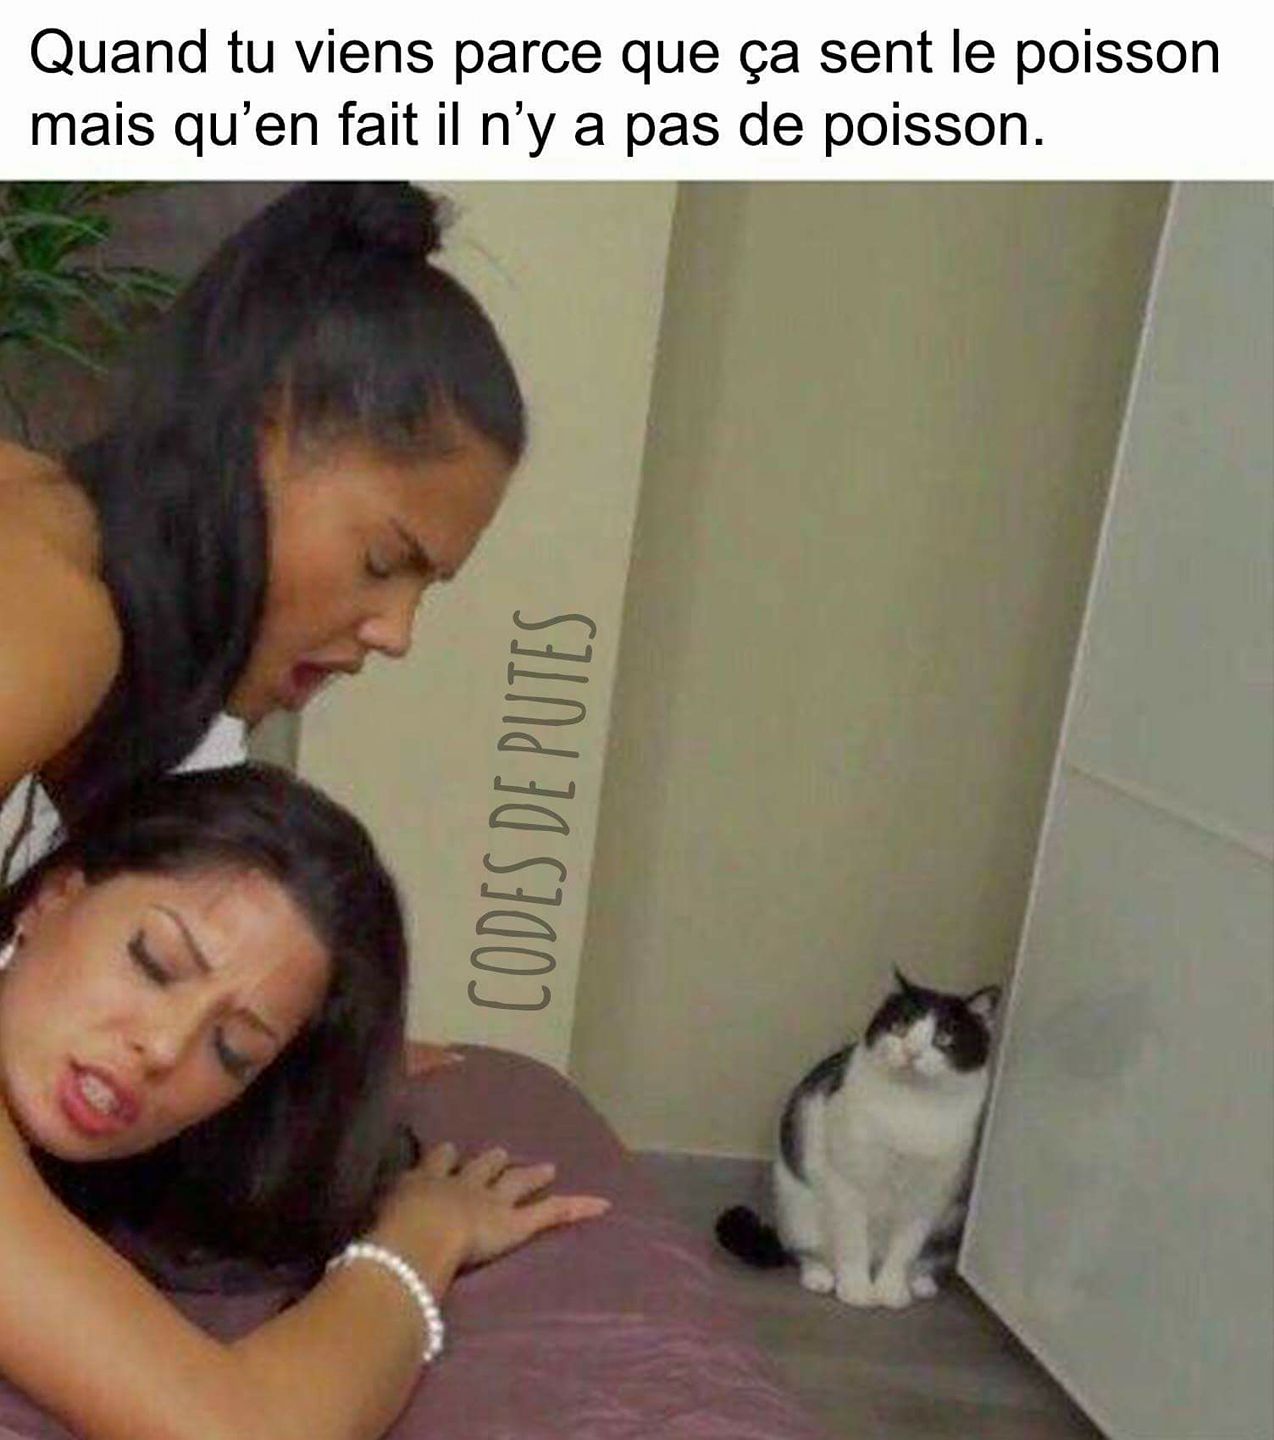 Quand tu viens parce que ça sent le poisson
mais qu’en fait il n’y a pas de poisson.
CODES DE PUTES